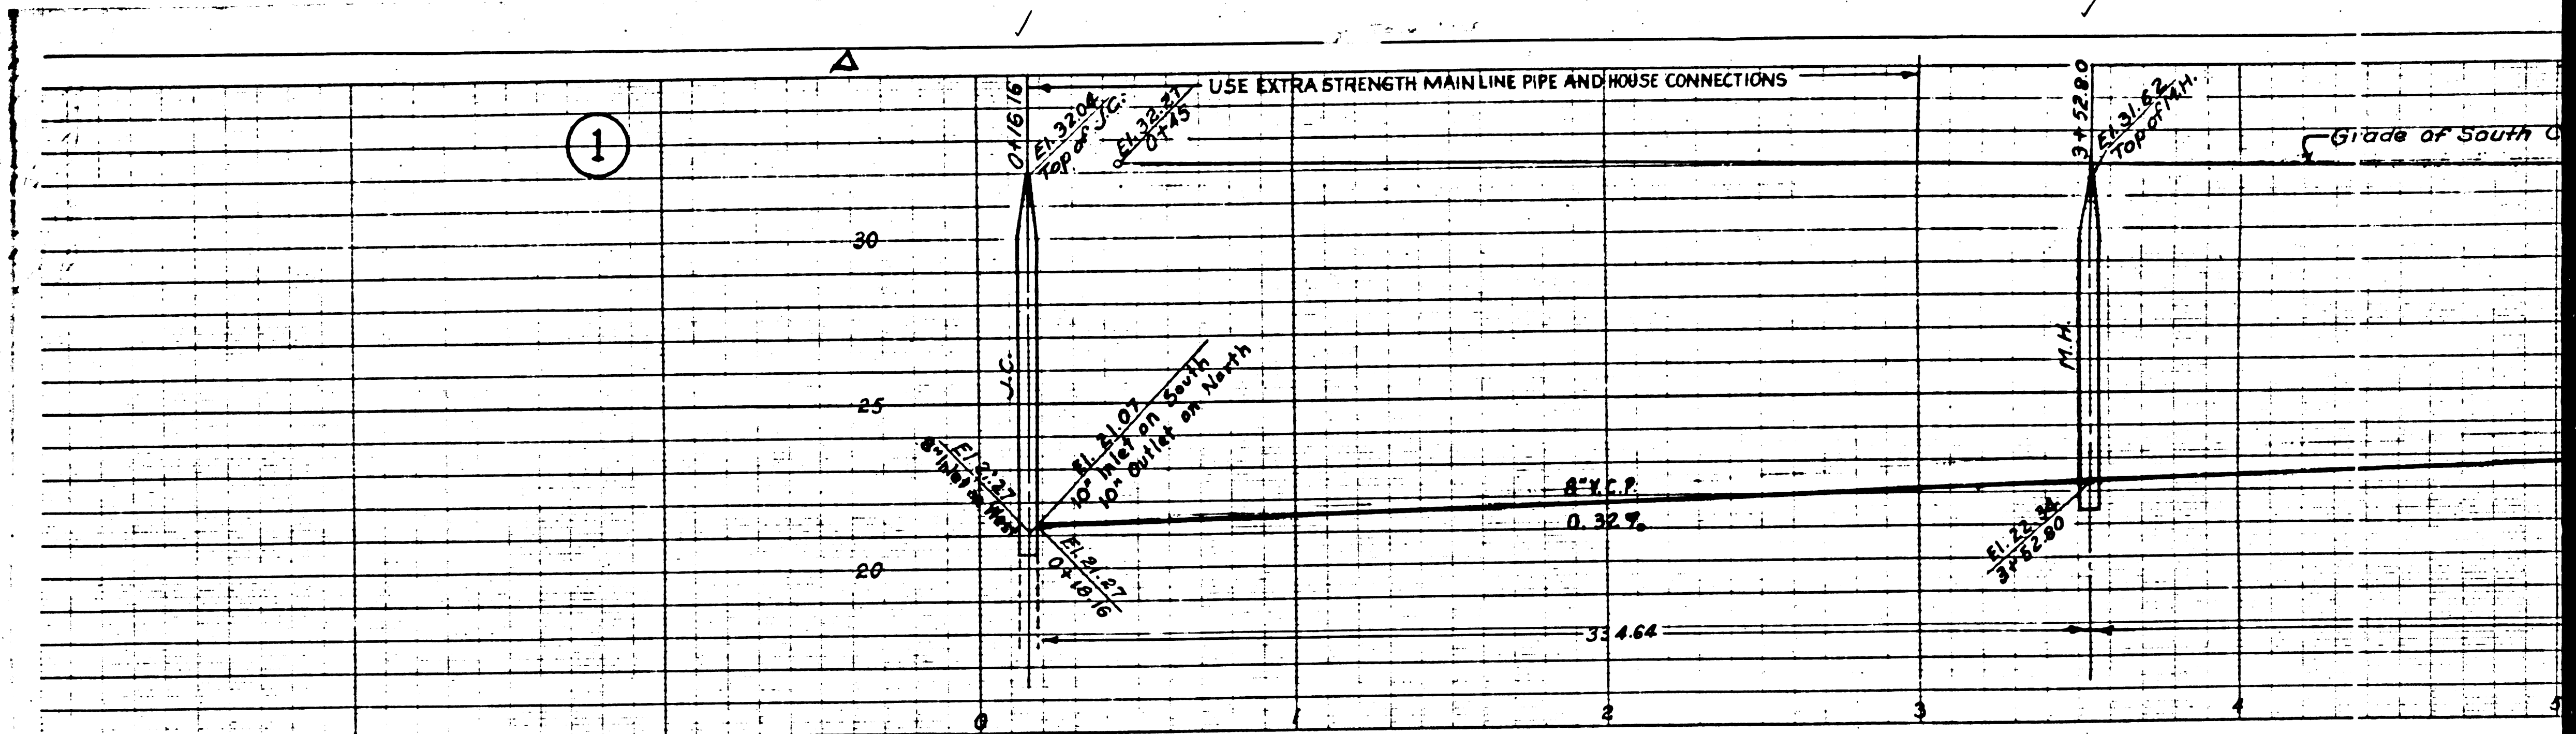 1
USE EXTRA STRENGTH MAIN LINE PIPE AND HOUSE CONNECTIONS
0+16.16
El. 32.04
Top of J.C.
El. 32.27
0+45
3+52.80
El. 31.62
Top of M.H.
Grade of South C
30
25
20
J.C.
M.H.
El. 21.07
10" Inlet on South
10" Outlet on North
El. 21.27
8" Inlet on West
El. 21.27
0+18.16
8" V.C.P.
0.32%
El. 22.34
3+52.80
334.64
0 1 2 3 4 5